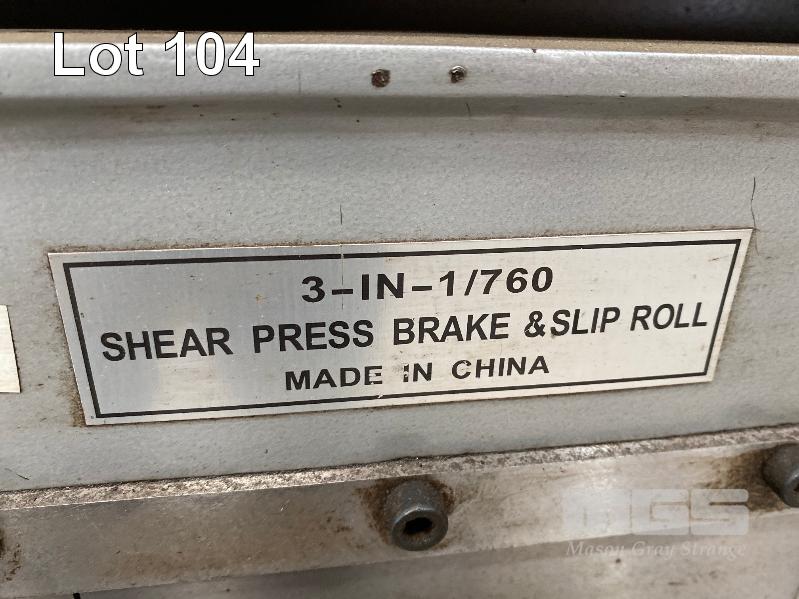 Lot 104
3-IN-1/760
SHEAR PRESS BRAKE & SLIP ROLL
MADE IN CHINA
MGS
Mason Gray Strange